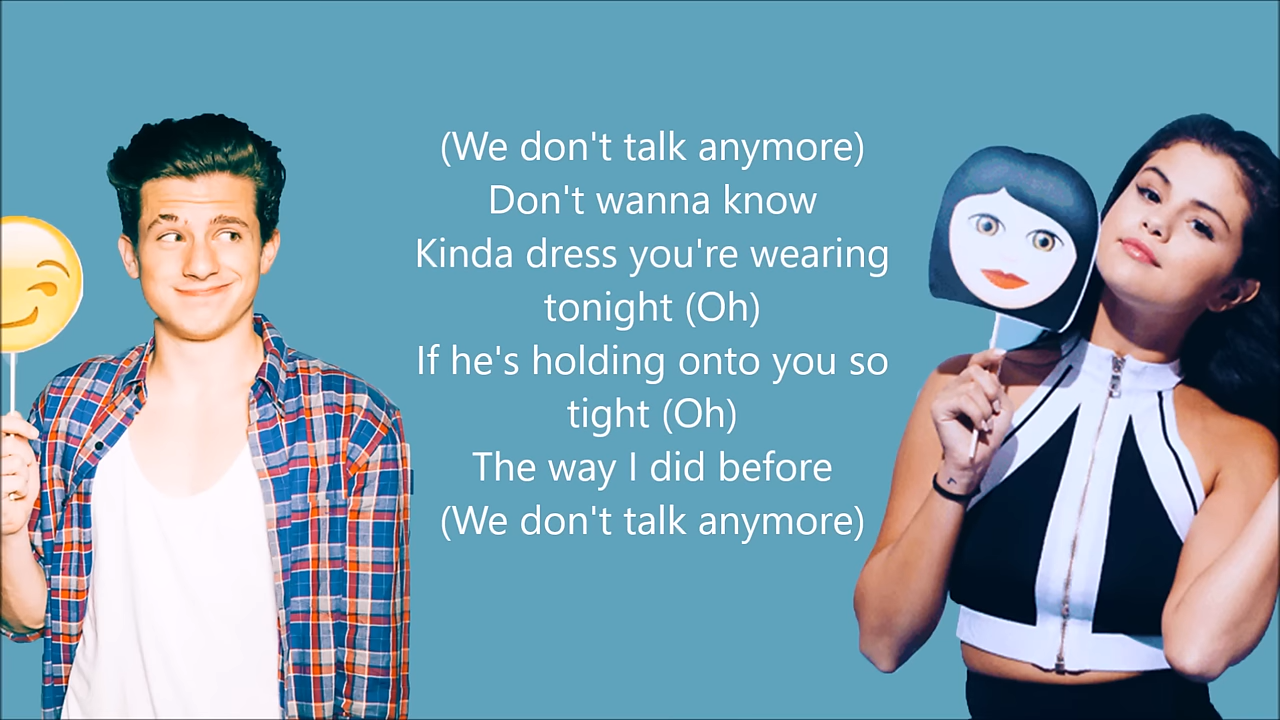 (We don't talk anymore)
Don't wanna know
Kinda dress you're wearing
tonight (Oh)
If he's holding onto you so
tight (Oh)
The way I did before
(We don't talk anymore)